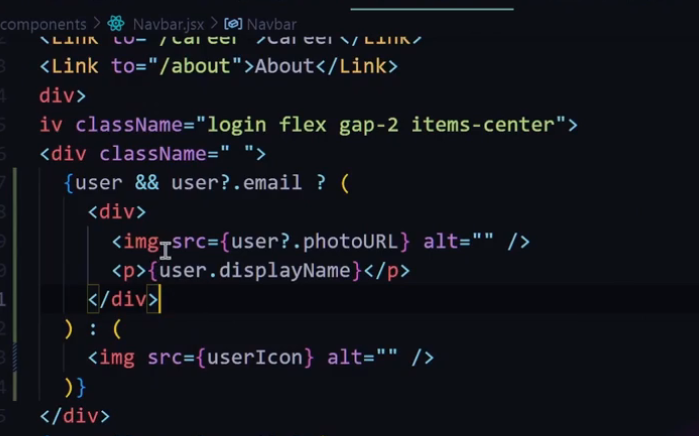 components > Navbar.jsx > Navbar
<Link to="/career">Career</Link>
<Link to="/about">About</Link>
div>
iv className="login flex gap-2 items-center">
<div className=" ">
{user && user?.email ? (
<div>
<img src={user?.photoURL} alt="" />
<p>{user.displayName}</p>
</div>
) : (
<img src={userIcon} alt="" />
)}
</div>